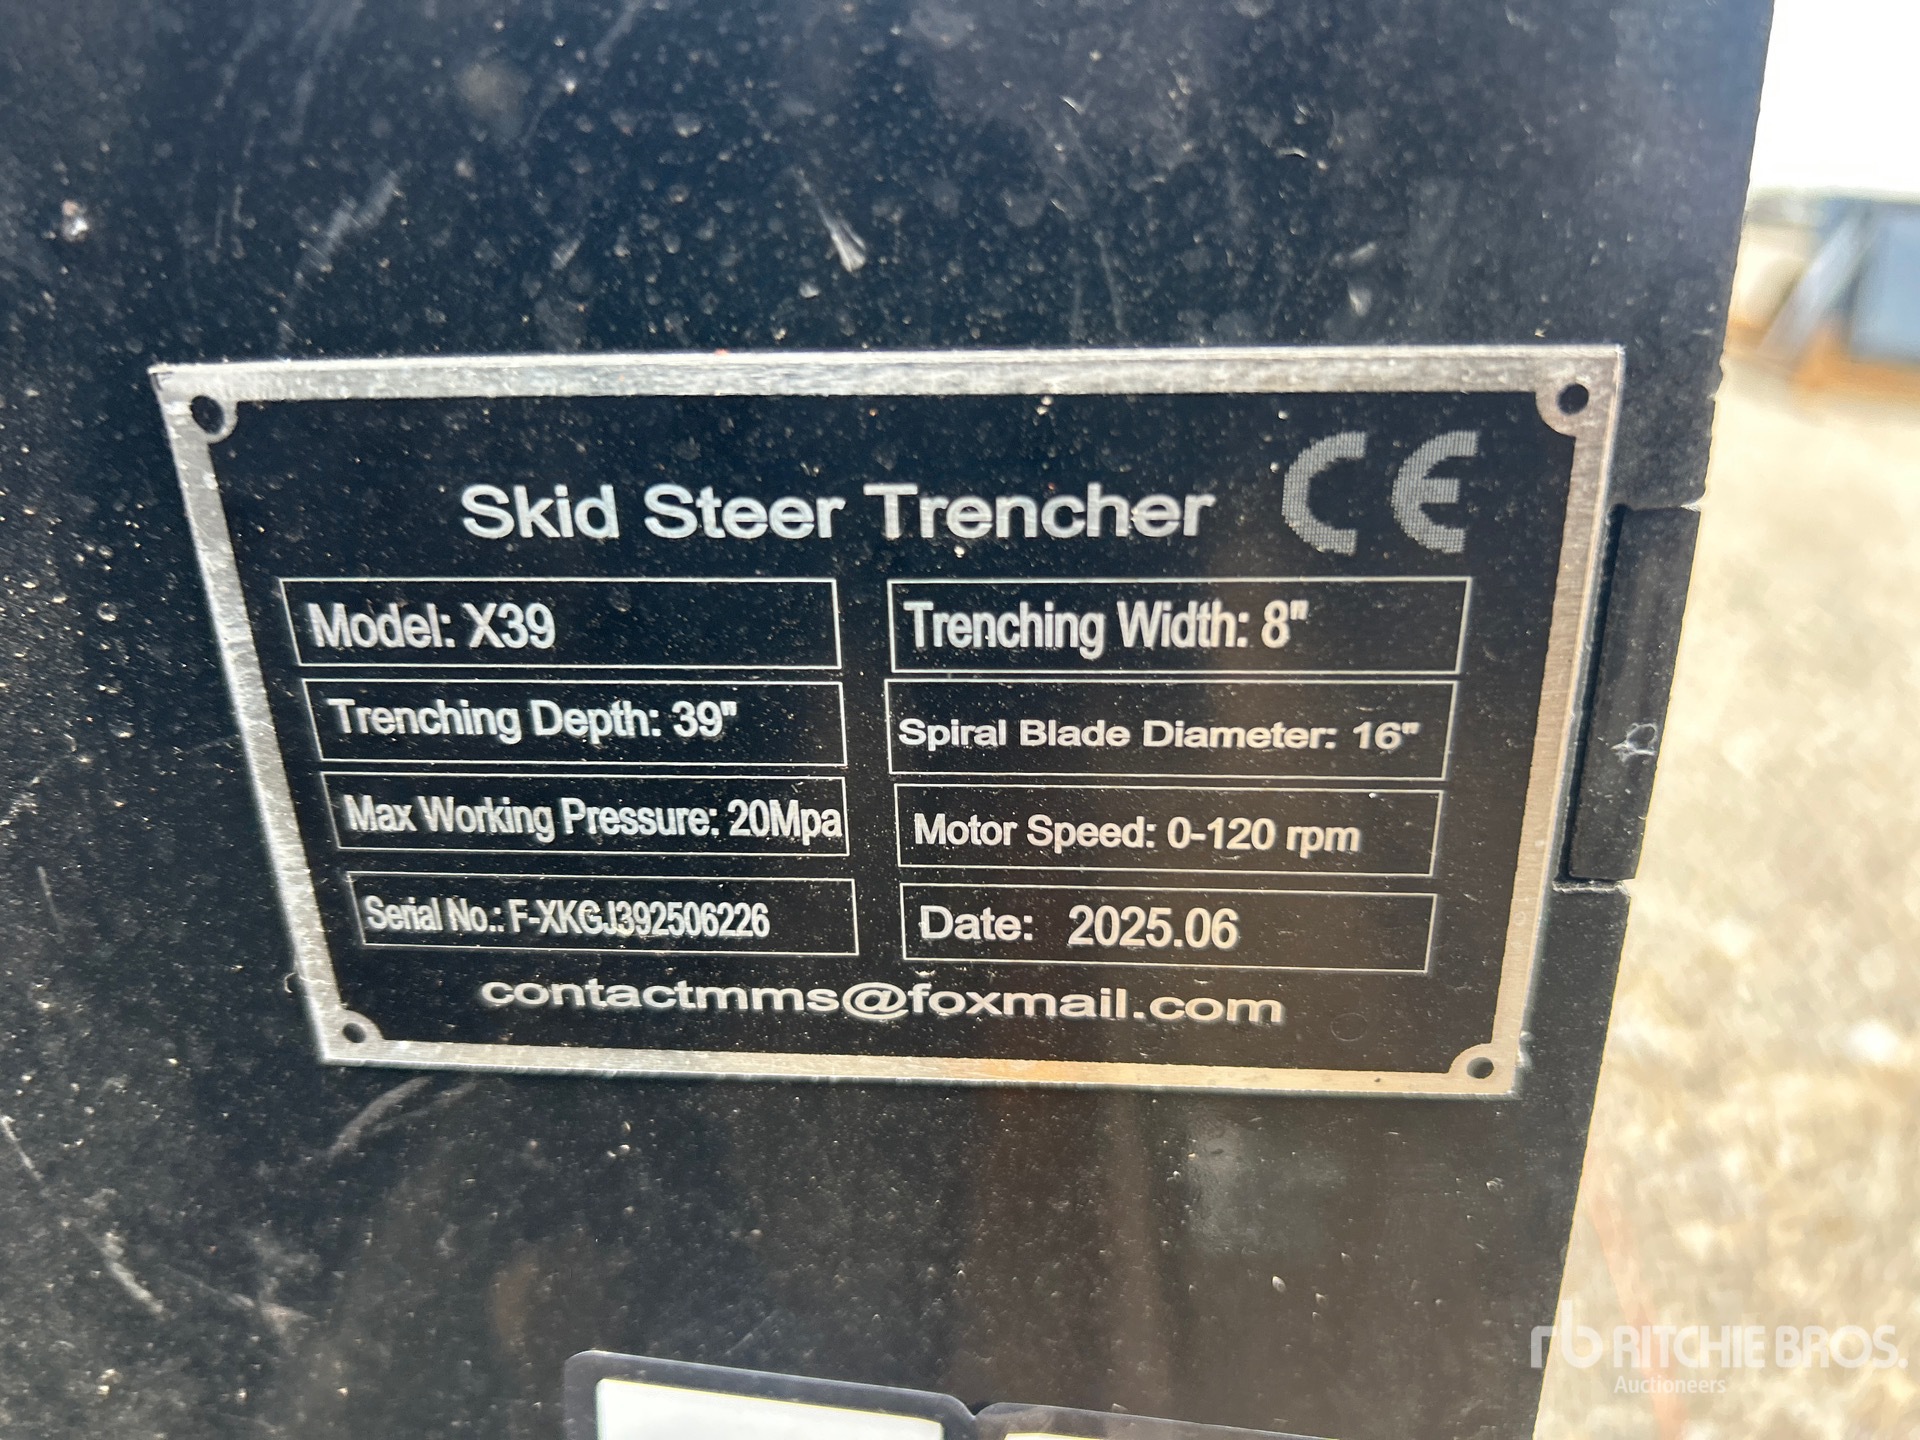 Skid Steer Trencher CE
Model: X39
Trenching Width: 8"
Trenching Depth: 39"
Spiral Blade Diameter: 16"
Max Working Pressure: 20Mpa
Motor Speed: 0-120 rpm
Serial No.: F-XKGJ392506226
Date: 2025.06
contactmms@foxmail.com
rb RITCHIE BROS.
Auctioneers